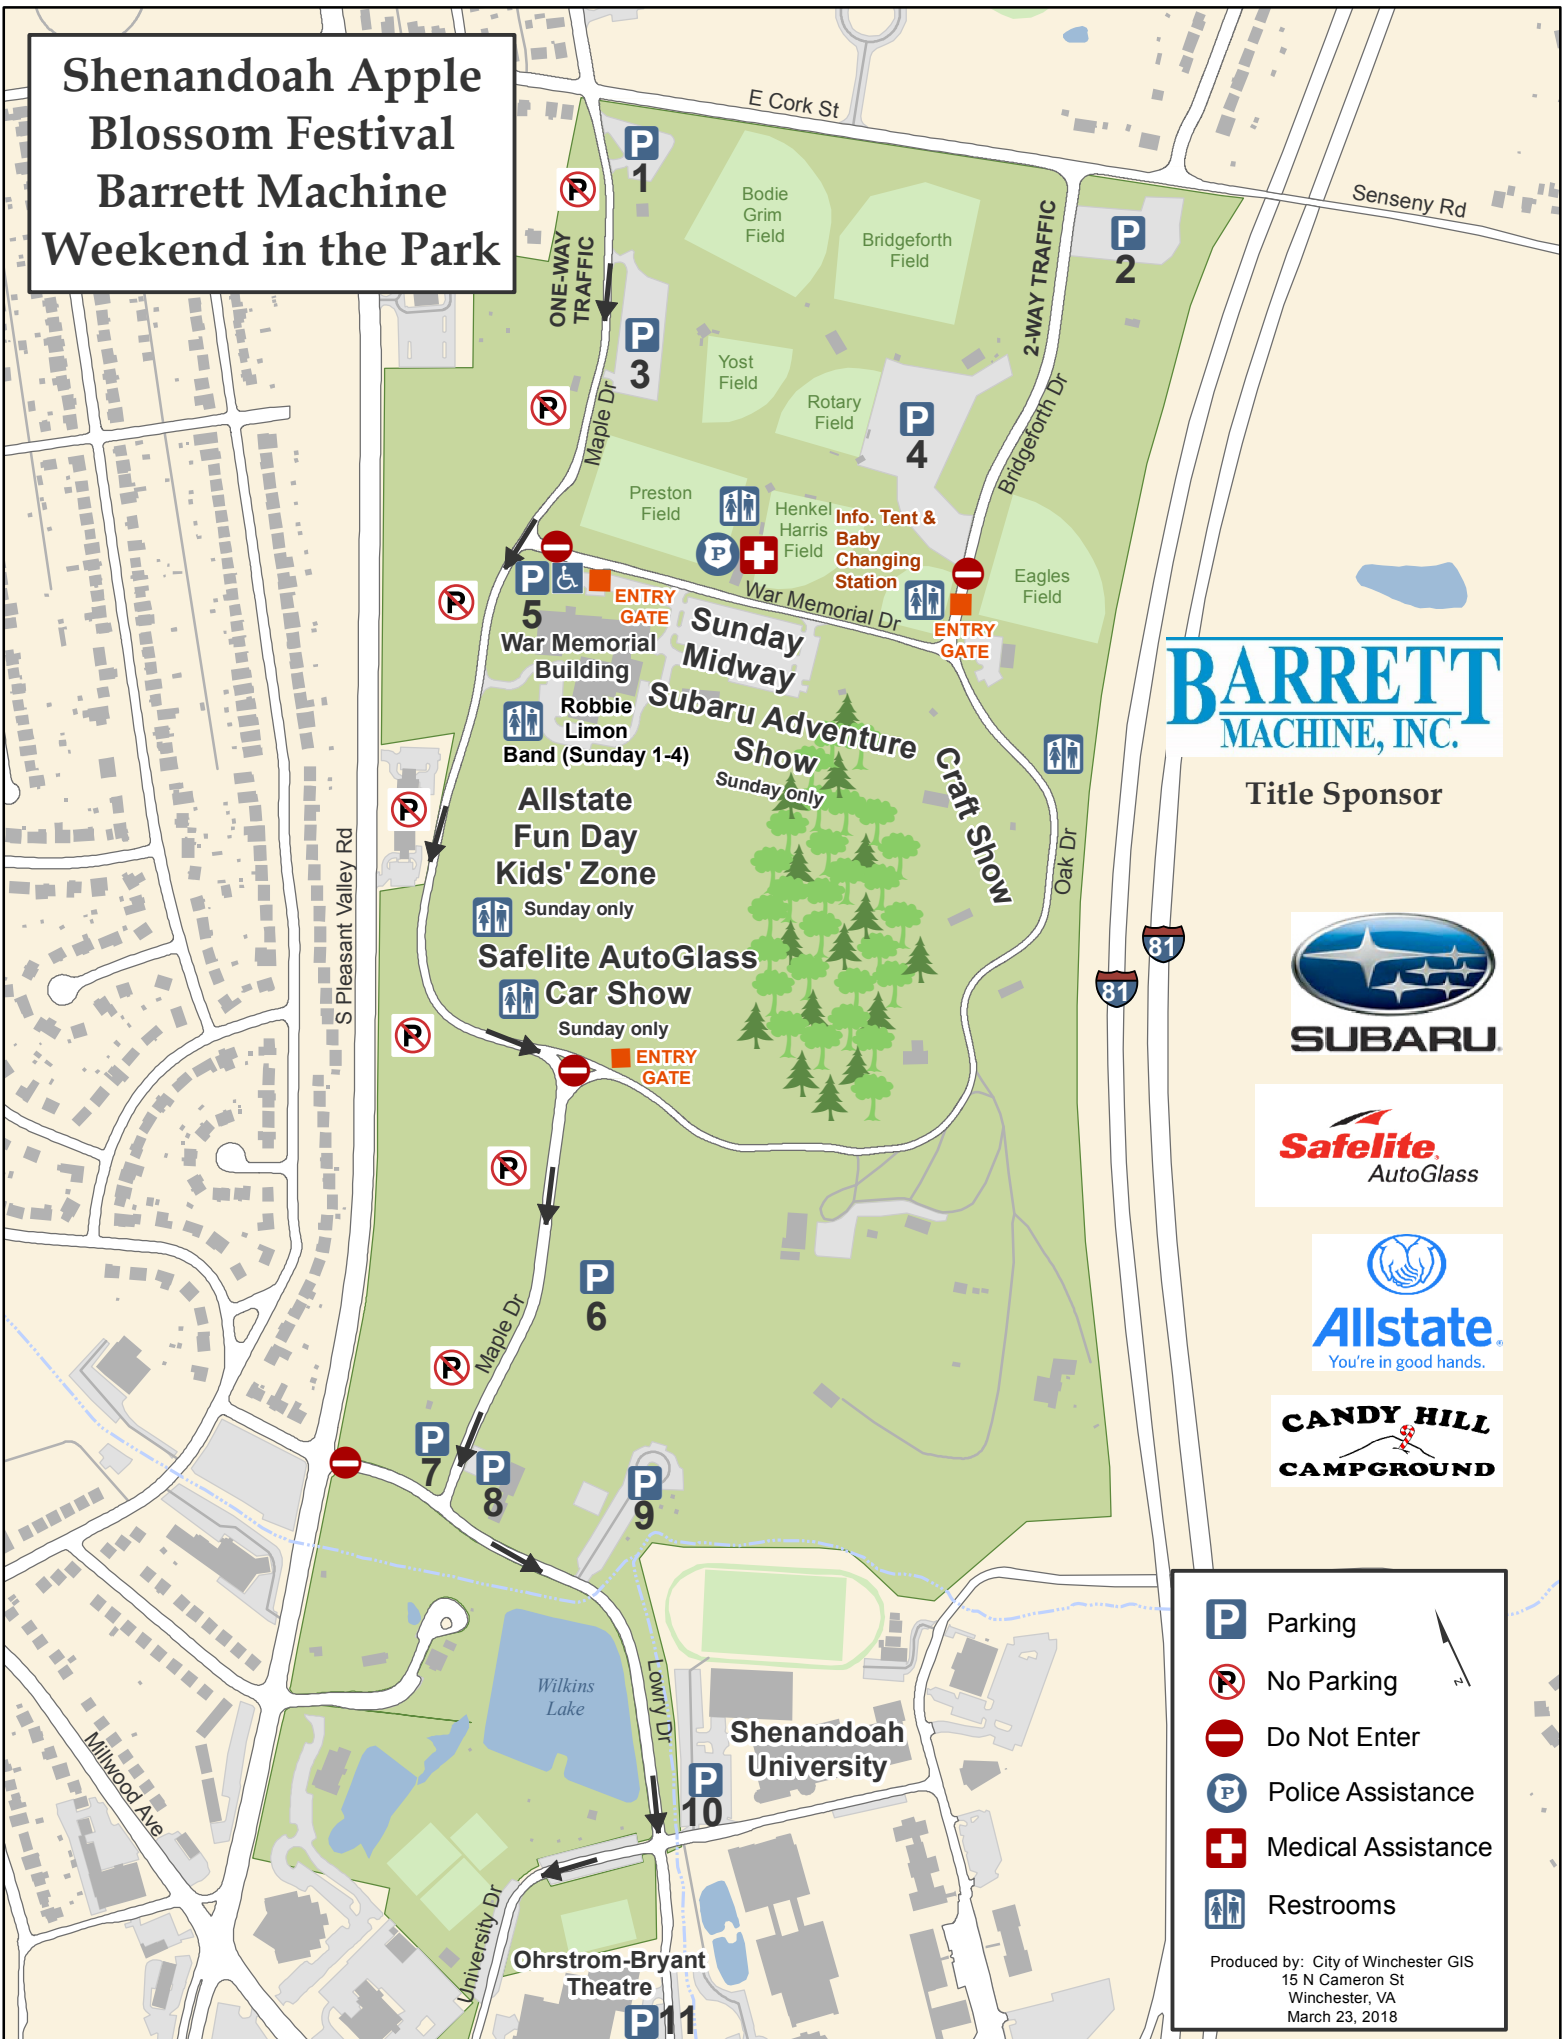 Shenandoah Apple
Blossom Festival
Barrett Machine
Weekend in the Park
E Cork St
Senseny Rd
P
1
P
ONE-WAY
TRAFFIC
Bodie
Grim
Field
Bridgeforth
Field
2-WAY TRAFFIC
P
2
P
3
P
Maple Dr
Yost
Field
Rotary
Field
P
4
Bridgeforth Dr
Preston
Field
Henkel
Harris
Field
Info. Tent &
Baby
Changing
Station
P
Eagles
Field
P
5
P
ENTRY
GATE
War Memorial Dr
ENTRY
GATE
War Memorial
Building
Sunday
Midway
Robbie
Limon
Band (Sunday 1-4)
Subaru Adventure
Show
Sunday only
Craft Show
Oak Dr
P
Allstate
Fun Day
Kids' Zone
Sunday only
S Pleasant Valley Rd
Safelite AutoGlass
Car Show
Sunday only
P
ENTRY
GATE
81
81
P
P
6
Maple Dr
P
P
7
P
8
P
9
Wilkins
Lake
Lowry Dr
Shenandoah
University
P
10
Millwood Ave
University Dr
Ohrstrom-Bryant
Theatre
P 11
BARRETT
MACHINE, INC.
Title Sponsor
SUBARU
Safelite
AutoGlass
Allstate
You're in good hands.
CANDY HILL
CAMPGROUND
P Parking
P No Parking
Do Not Enter
P Police Assistance
Medical Assistance
Restrooms
N
Produced by: City of Winchester GIS
15 N Cameron St
Winchester, VA
March 23, 2018